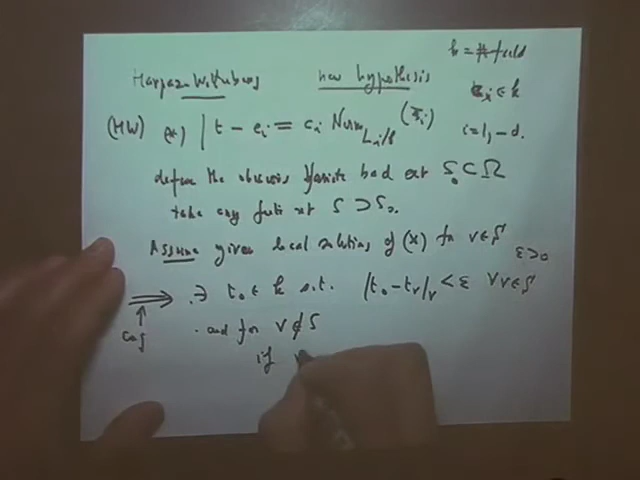 k = # field
Harpaz Wittenberg new hypothesis
e_i ∈ k
(HW) (*) | t - e_i = c_i Norm_{L_i/k} (Ξ_i) i = 1, - d.
define the obvious finite bad set S_0 ⊂ Ω
take any finite set S ⊃ S_0.
Assume given local solutions of (*) for v ∈ S ε > 0
⟹ ∃ t_0 ∈ k s.t. |t_0 - t_v|_v < ε ∀ v ∈ S
conj · and for v ∉ S
if